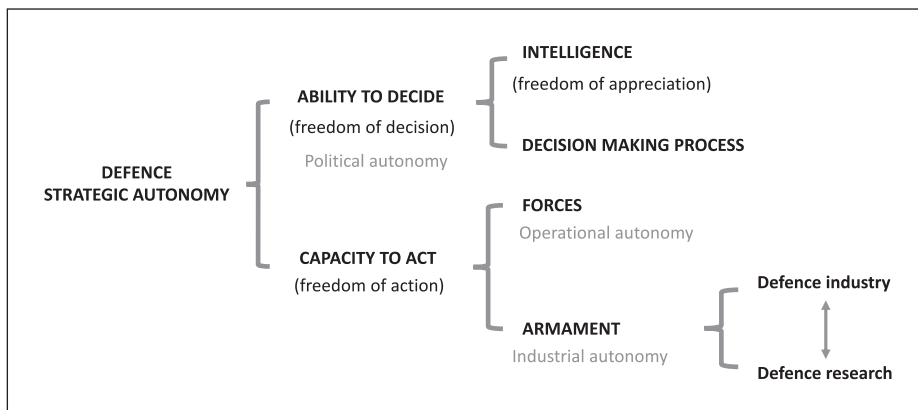 DEFENCE
STRATEGIC AUTONOMY
ABILITY TO DECIDE
(freedom of decision)
Political autonomy
INTELLIGENCE
(freedom of appreciation)
DECISION MAKING PROCESS
CAPACITY TO ACT
(freedom of action)
FORCES
Operational autonomy
ARMAMENT
Industrial autonomy
Defence industry
Defence research